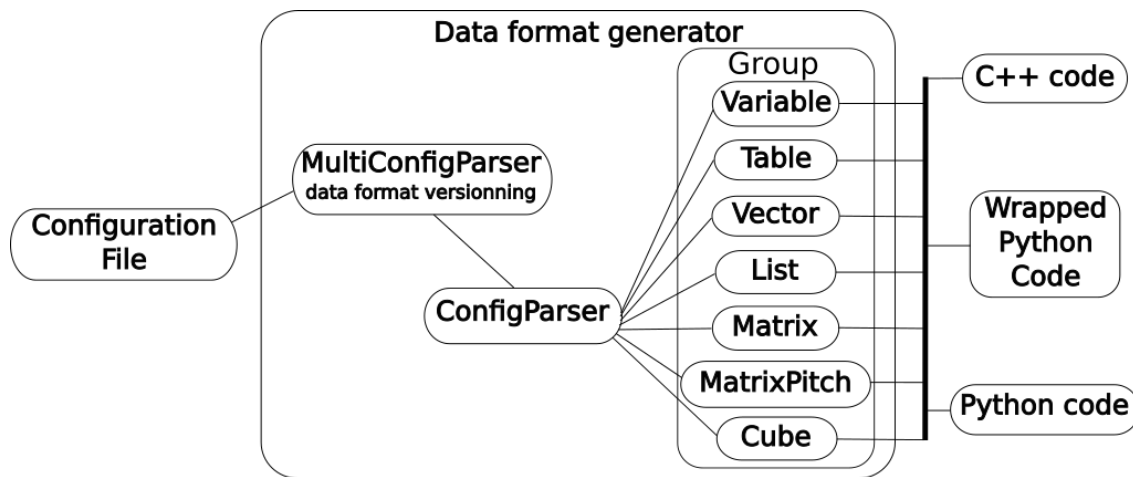 Data format generator
Configuration
File
MultiConfigParser
data format versionning
ConfigParser
Group
Variable
Table
Vector
List
Matrix
MatrixPitch
Cube
C++ code
Wrapped
Python
Code
Python code